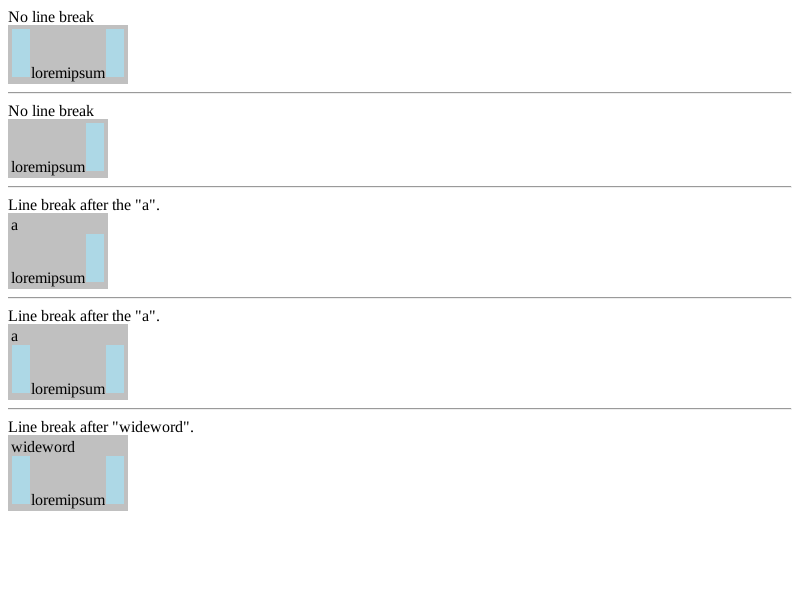 No line break
loremipsum
No line break
loremipsum
Line break after the "a".
a
loremipsum
Line break after the "a".
a
loremipsum
Line break after "wideword".
wideword
loremipsum